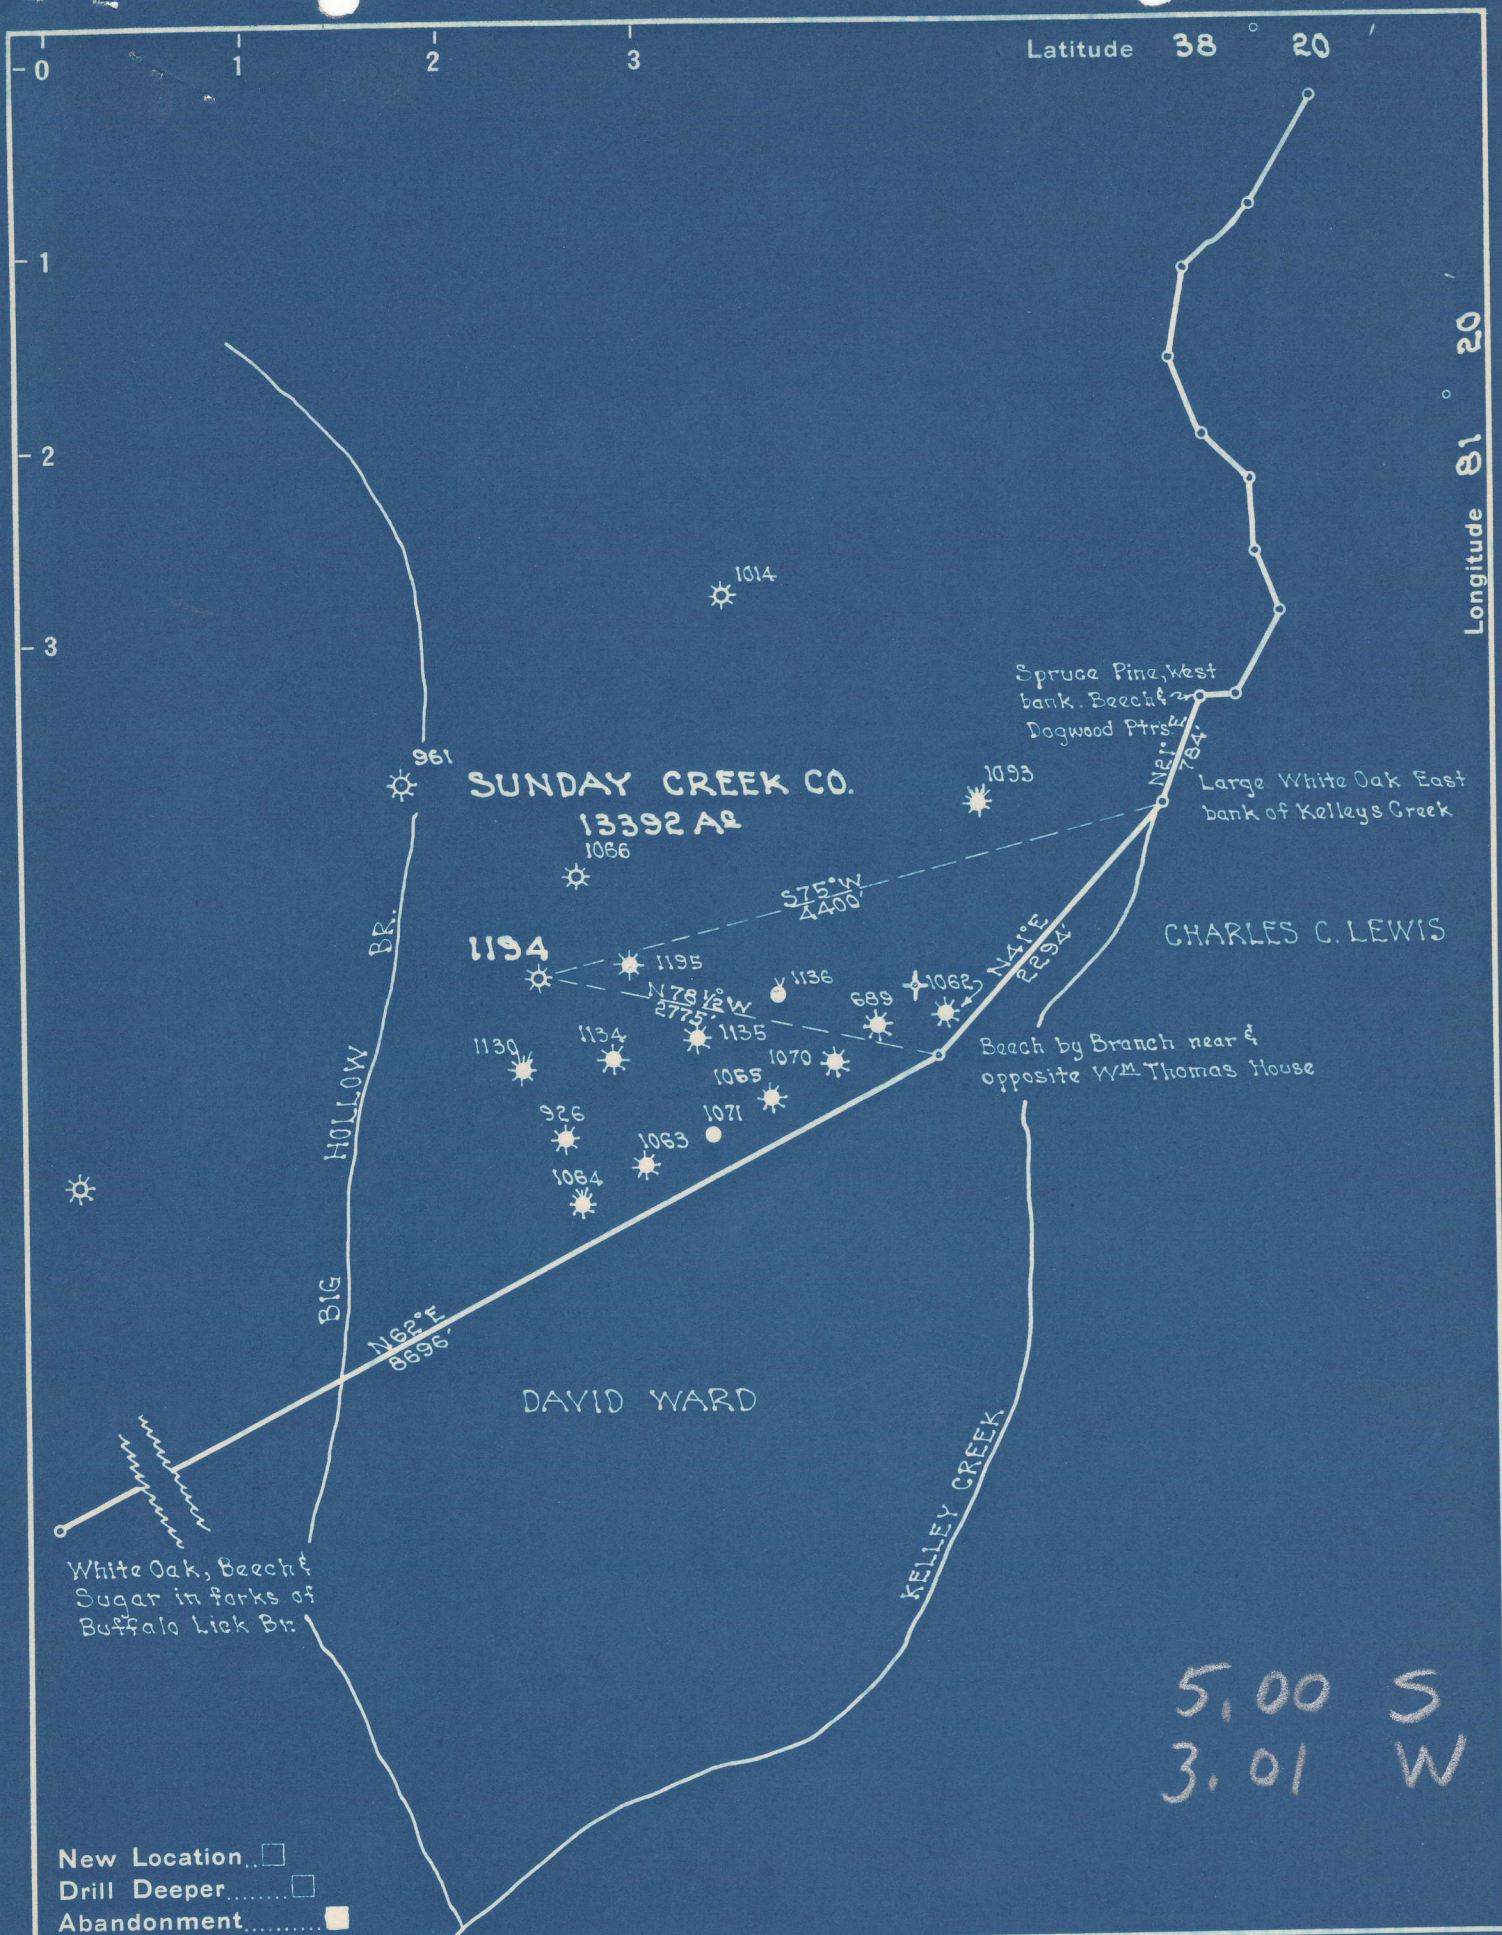 0 1 2 3 Latitude 38 ° 20 '
1
2
3
Longitude 81 ° 20 '
1014
Spruce Pine, West
bank. Beech &
Dogwood Ptrs.
N21°E
784'
961
SUNDAY CREEK CO.
13392 Ac
1093
Large White Oak East
bank of Kelleys Creek
1066
S75°W
4400'
BIG HOLLOW BR.
1194
1195
1136
N78½°W
2775'
689
1062
N41°E
2294'
CHARLES C. LEWIS
1130
1134
1135
1070
1065
Beech by Branch near &
opposite Wm Thomas House
926
1071
1063
1064
N62°E
8696'
DAVID WARD
KELLEY CREEK
White Oak, Beech &
Sugar in forks of
Buffalo Lick Br.
5.00 S
3.01 W
New Location..
Drill Deeper.......
Abandonment..........